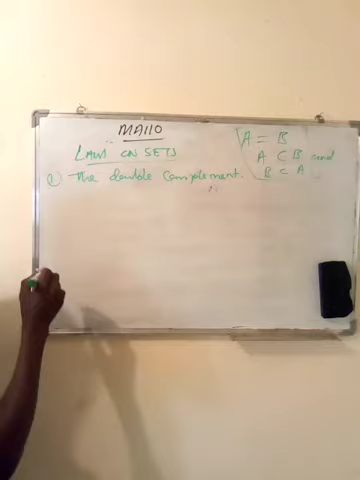 MA110
LAWS ON SETS
① The double Complement.
A = B
A ⊂ B and
B ⊂ A